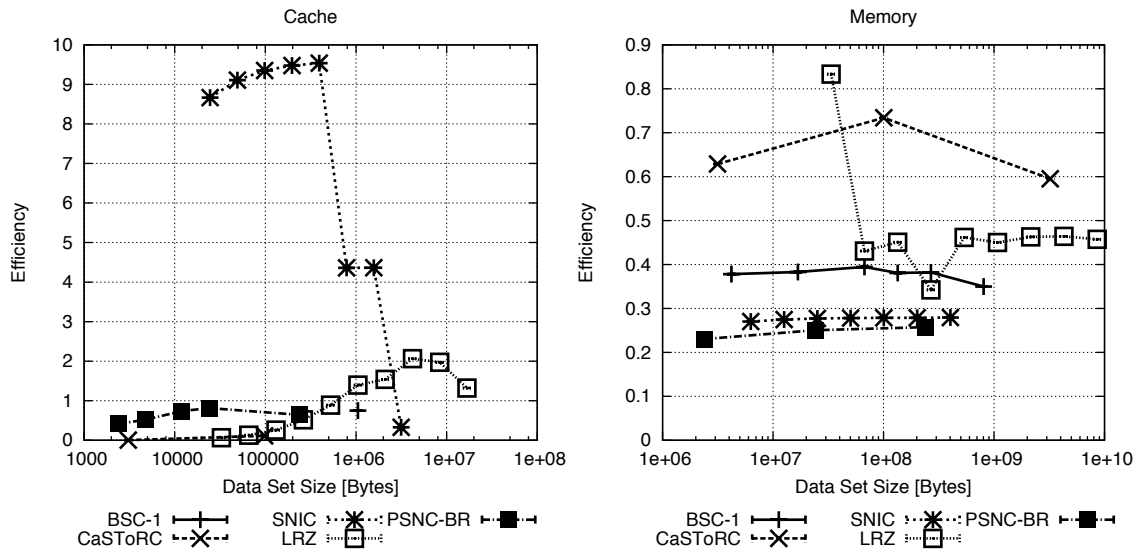 Cache
Efficiency
10
9
8
7
6
5
4
3
2
1
0
1000 10000 100000 1e+06 1e+07 1e+08
Data Set Size [Bytes]
BSC-1 SNIC PSNC-BR
CaSToRC LRZ
Memory
Efficiency
0.9
0.8
0.7
0.6
0.5
0.4
0.3
0.2
0.1
0
1e+06 1e+07 1e+08 1e+09 1e+10
Data Set Size [Bytes]
BSC-1 SNIC PSNC-BR
CaSToRC LRZ